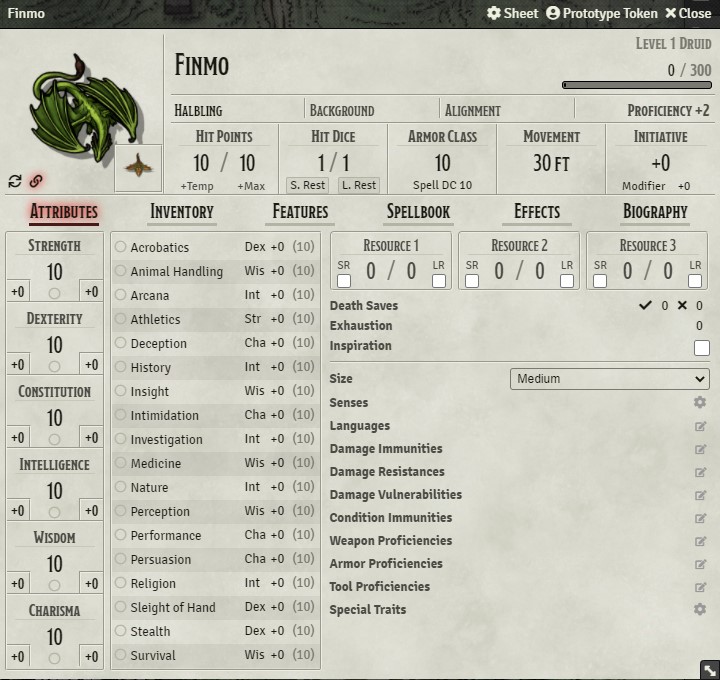 Finmo Sheet Prototype Token Close
Level 1 Druid
Finmo
0 / 300
Halbling Background Alignment Proficiency +2
Hit Points Hit Dice Armor Class Movement Initiative
10 / 10 1 / 1 10 30 ft +0
+Temp +Max S. Rest L. Rest Spell DC 10 Modifier +0
Attributes Inventory Features Spellbook Effects Biography
Strength
10
+0 +0
Dexterity
10
+0 +0
Constitution
10
+0 +0
Intelligence
10
+0 +0
Wisdom
10
+0 +0
Charisma
10
+0 +0
Acrobatics Dex +0 (10)
Animal Handling Wis +0 (10)
Arcana Int +0 (10)
Athletics Str +0 (10)
Deception Cha +0 (10)
History Int +0 (10)
Insight Wis +0 (10)
Intimidation Cha +0 (10)
Investigation Int +0 (10)
Medicine Wis +0 (10)
Nature Int +0 (10)
Perception Wis +0 (10)
Performance Cha +0 (10)
Persuasion Cha +0 (10)
Religion Int +0 (10)
Sleight of Hand Dex +0 (10)
Stealth Dex +0 (10)
Survival Wis +0 (10)
Resource 1 Resource 2 Resource 3
SR 0 / 0 LR SR 0 / 0 LR SR 0 / 0 LR
Death Saves 0 0
Exhaustion 0
Inspiration
Size Medium
Senses
Languages
Damage Immunities
Damage Resistances
Damage Vulnerabilities
Condition Immunities
Weapon Proficiencies
Armor Proficiencies
Tool Proficiencies
Special Traits